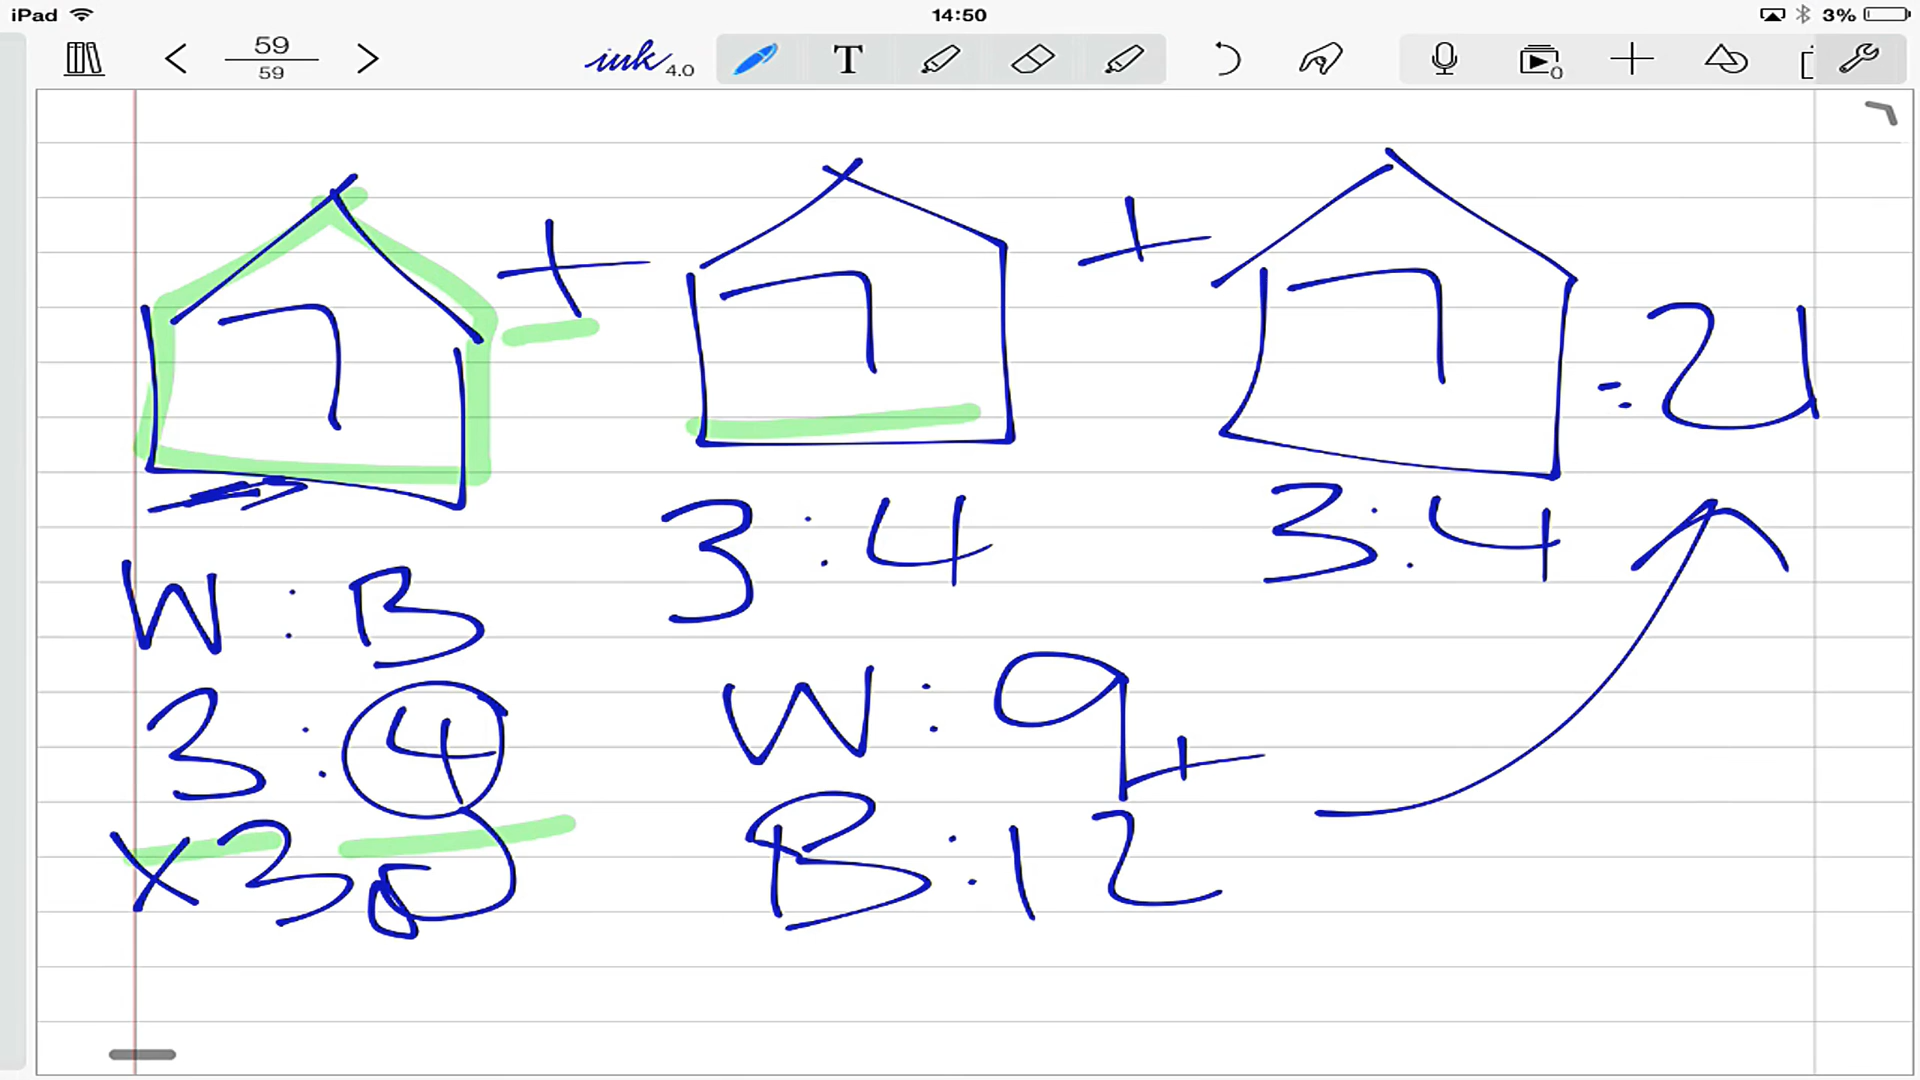 iPad 14:50 3%
59
59
ink 4.0 T 0
7 + 7 + 7 = 21
3:4 3:4
W:B
3:4
x3
W:9 +
B:12